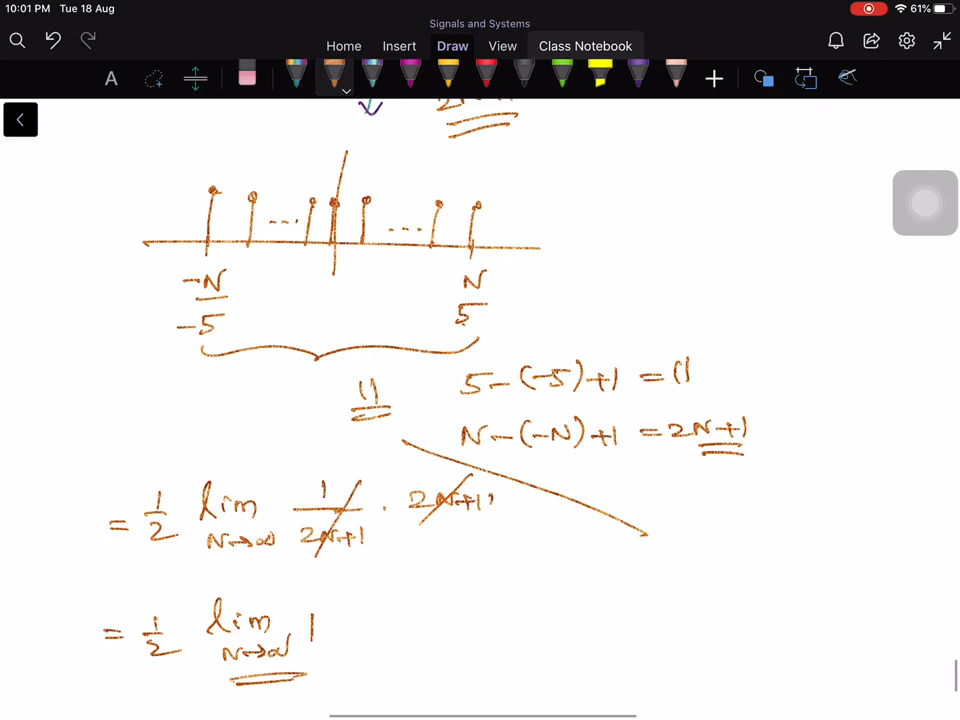 10:01 PM Tue 18 Aug 61%
Signals and Systems
Home Insert Draw View Class Notebook
A
... ...
-N N
-5 5
11
5-(-5)+1 = 11
N-(-N)+1 = 2N+1
= 1/2 lim N→∞ 1/2N+1 . 2N+1
= 1/2 lim N→∞ 1